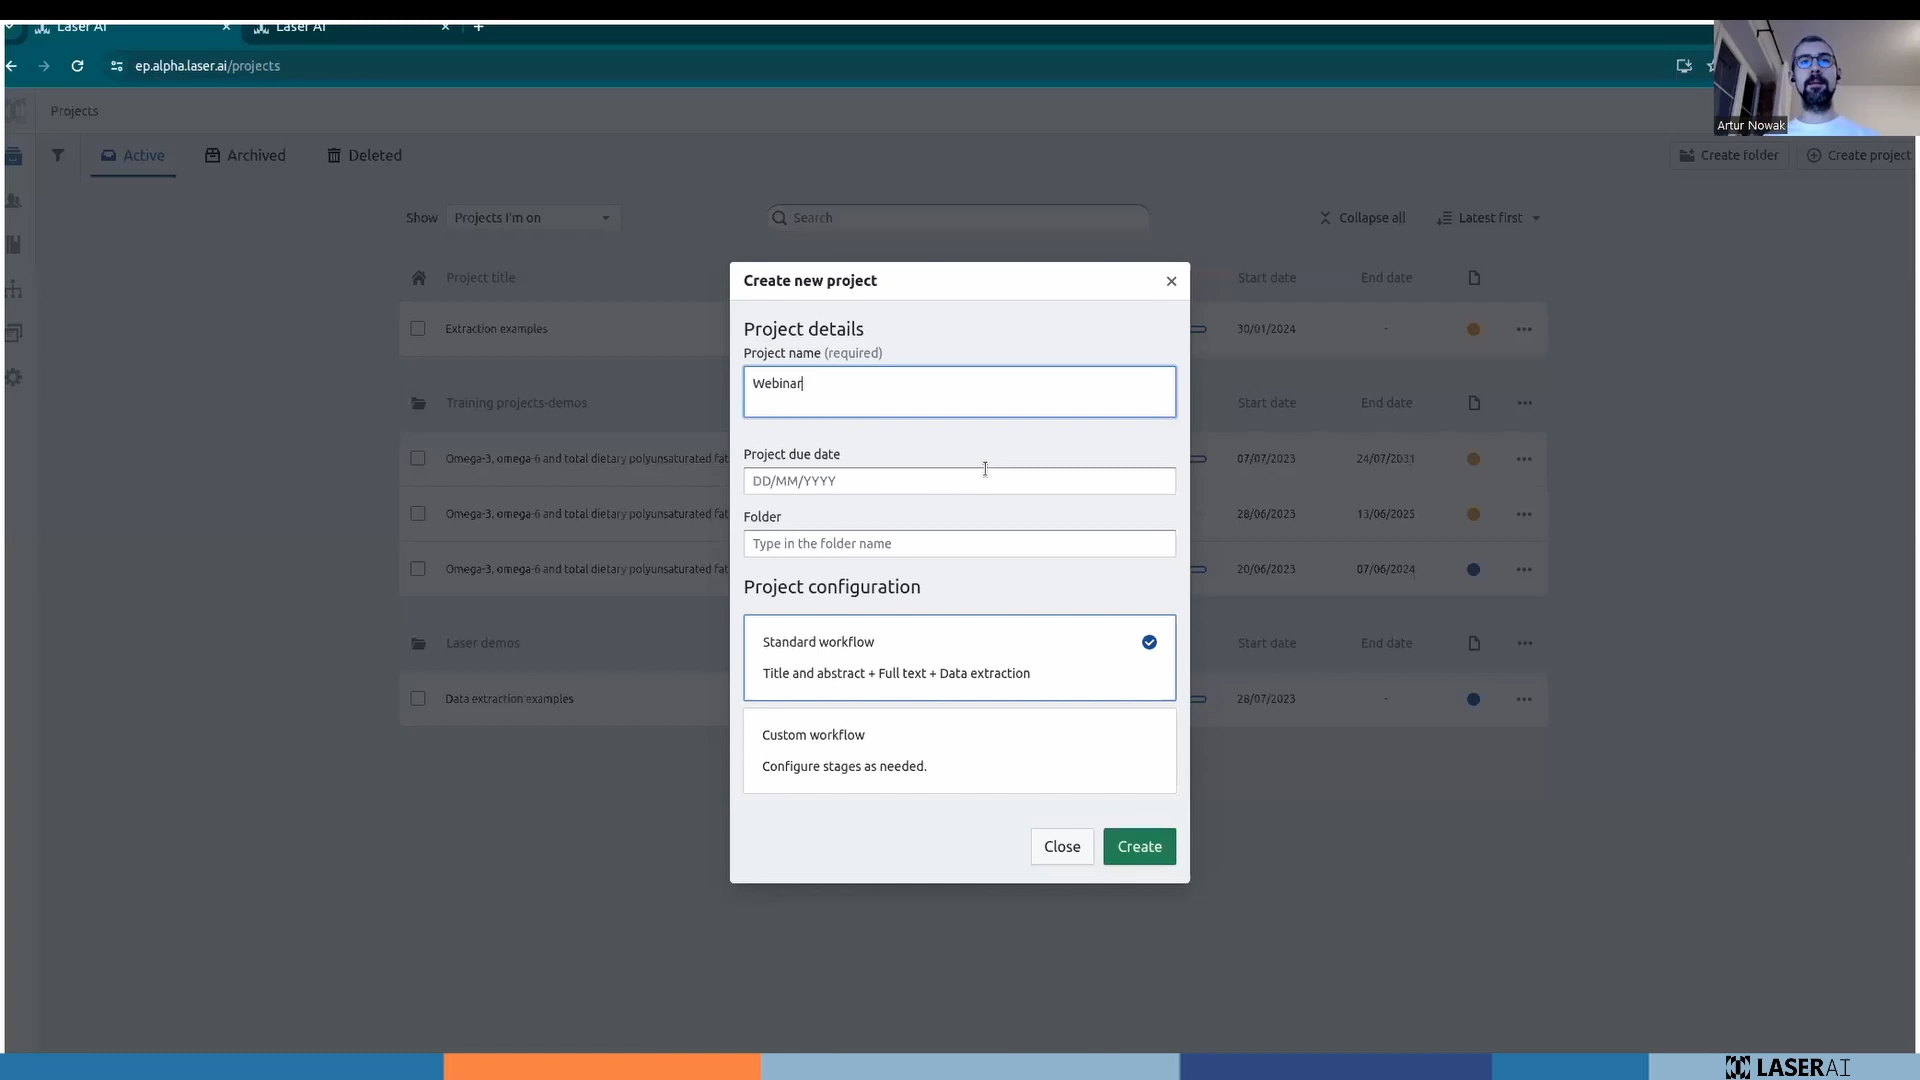 Laser AI
Laser AI
ep.alpha.laser.ai/projects
Artur Nowak
Projects
Active
Archived
Deleted
Create folder
Create project
Show
Projects I'm on
Search
Collapse all
Latest first
Project title
Start date
End date
Extraction examples
30/01/2024
-
Training projects-demos
Start date
End date
Omega-3, omega-6 and total dietary polyunsaturated fat
07/07/2023
24/07/2031
Omega-3, omega-6 and total dietary polyunsaturated fat
28/06/2023
13/06/2025
Omega-3, omega-6 and total dietary polyunsaturated fat
20/06/2023
07/06/2024
Laser demos
Start date
End date
Data extraction examples
28/07/2023
-
Create new project
Project details
Project name (required)
Webinar
Project due date
DD/MM/YYYY
Folder
Type in the folder name
Project configuration
Standard workflow
Title and abstract + Full text + Data extraction
Custom workflow
Configure stages as needed.
Close
Create
LASERAI